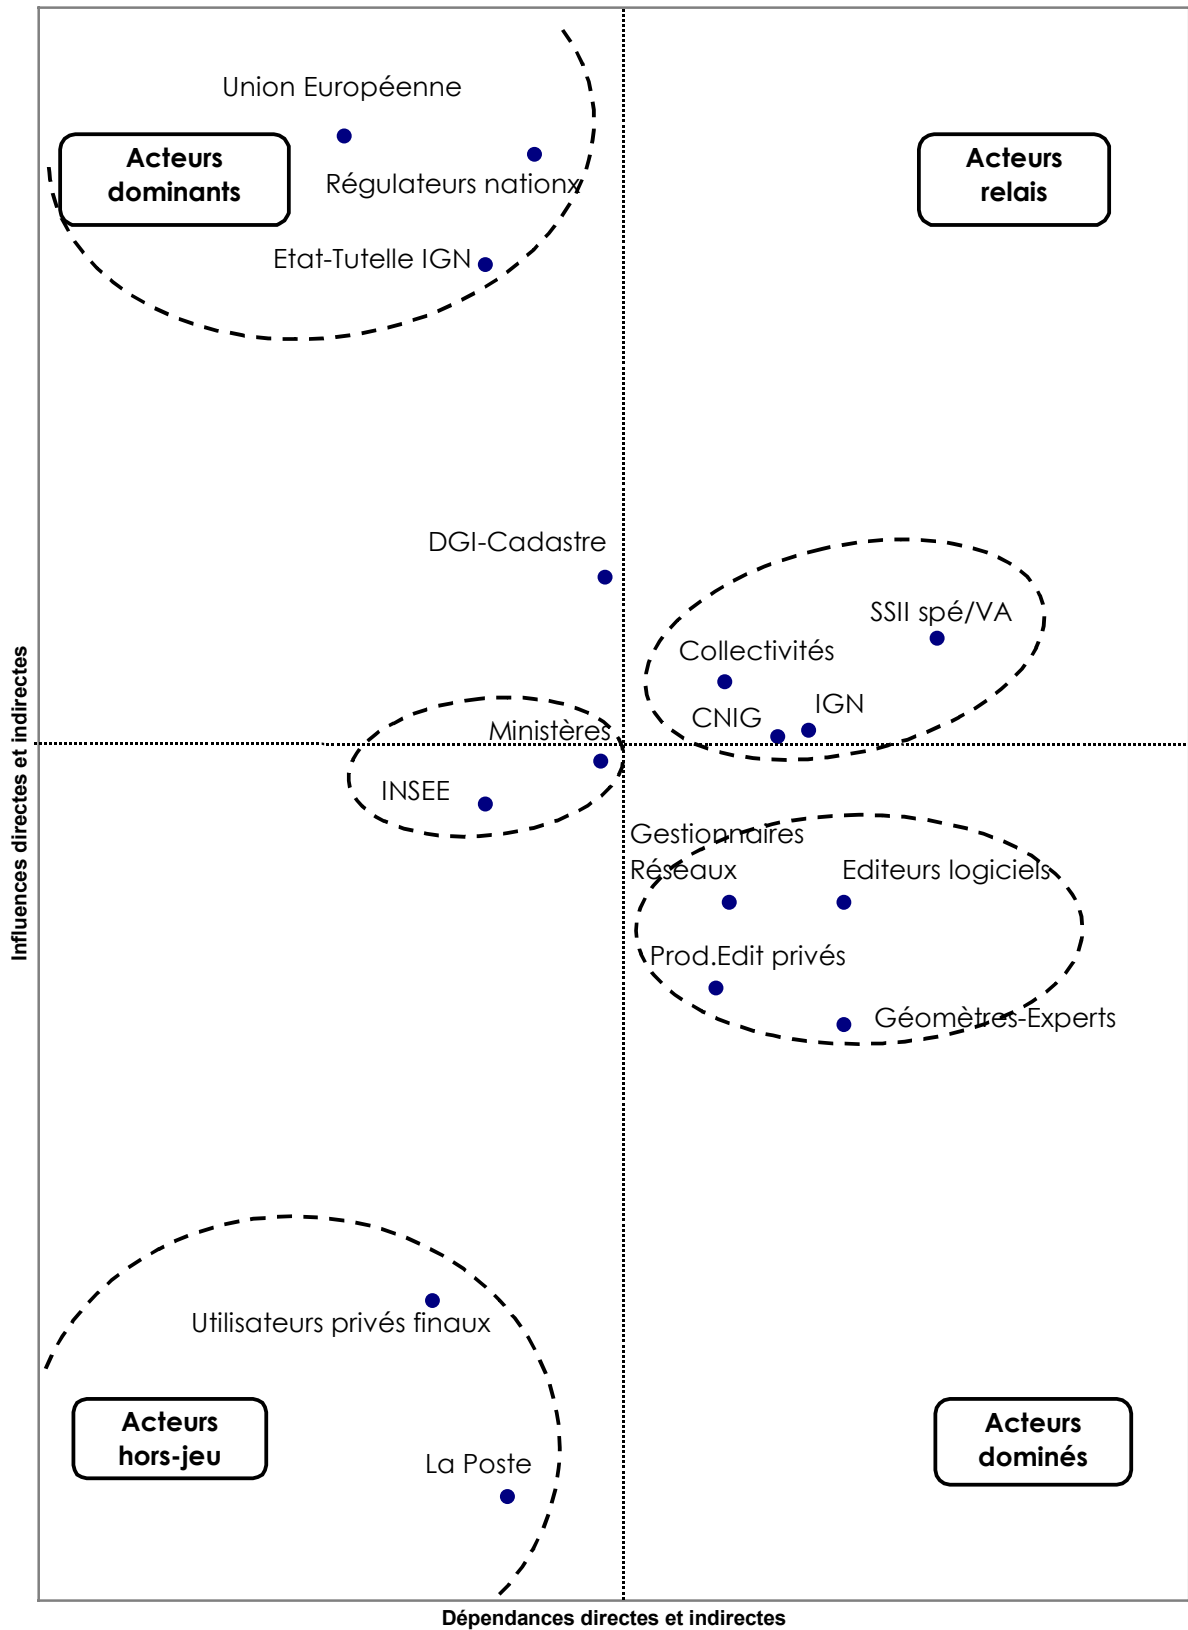 Union Européenne
Acteurs
dominants
Régulateurs nationx
Etat-Tutelle IGN
Acteurs
relais
DGI-Cadastre
SSII spé/VA
Collectivités
IGN
CNIG
Ministères
INSEE
Gestionnaires
Réseaux
Editeurs logiciels
Prod.Edit privés
Géomètres-Experts
Influences directes et indirectes
Utilisateurs privés finaux
Acteurs
hors-jeu
La Poste
Acteurs
dominés
Dépendances directes et indirectes